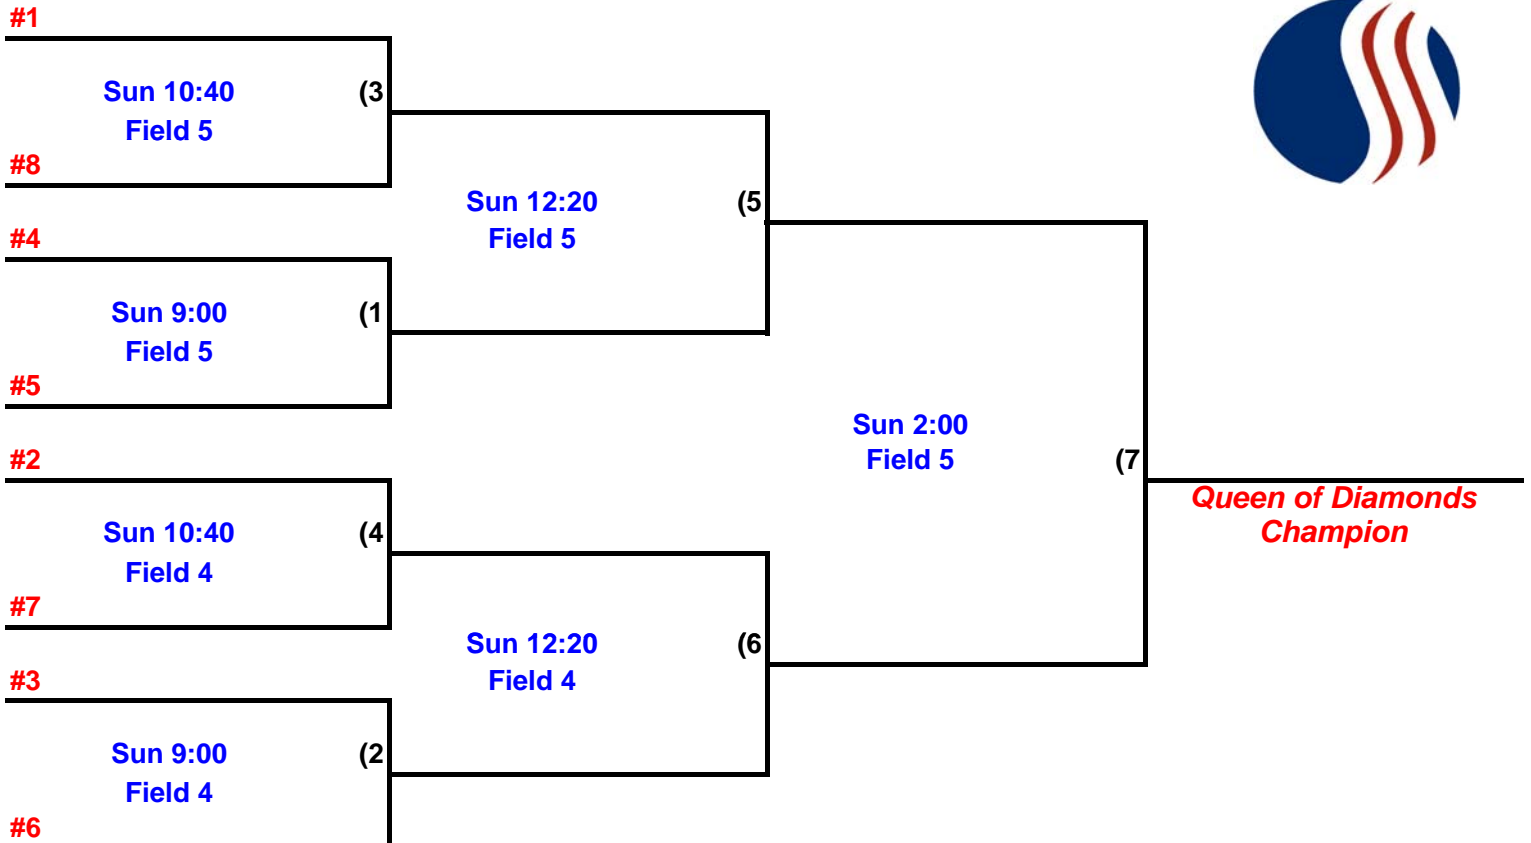 #1
Sun 10:40
(3
Field 5
#8
Sun 12:20
(5
Field 5
#4
Sun 9:00
(1
Field 5
#5
Sun 2:00
Field 5
(7
#2
Queen of Diamonds
Champion
Sun 10:40
(4
Field 4
#7
Sun 12:20
(6
Field 4
#3
Sun 9:00
(2
Field 4
#6